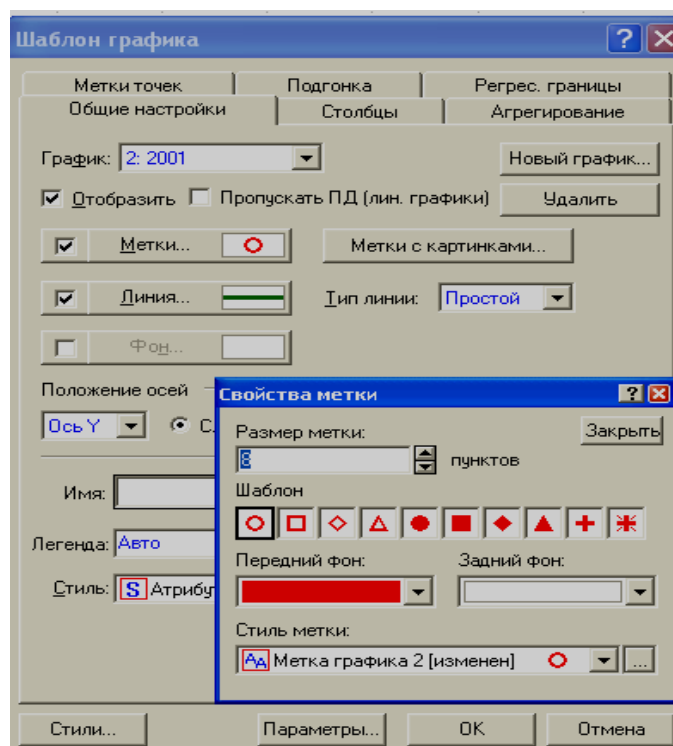 Шаблон графика
Метки точек Подгонка Регрес. границы
Общие настройки Столбцы Агрегирование
График: 2: 2001 Новый график...
Отобразить Пропускать ПД (лин. графики) Удалить
Метки... Метки с картинками...
Линия... Тип линии: Простой
Фон...
Положение осей
Ось Y С
Имя:
Легенда: Авто
Стиль: S Атрибу
Свойства метки
Закрыть
Размер метки:
8 пунктов
Шаблон
Передний фон: Задний фон:
Стиль метки:
АА Метка графика 2 [изменен] ...
Стили... Параметры... OK Отмена